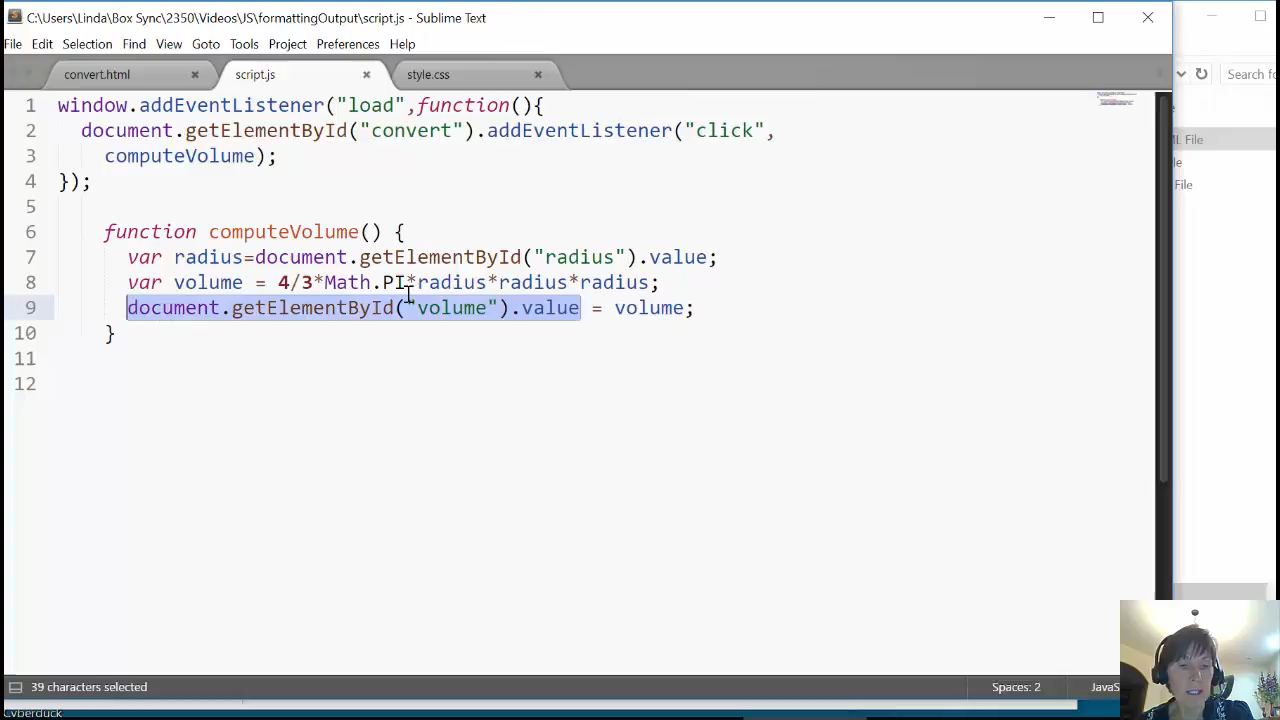 C:\Users\Linda\Box Sync\2350\Videos\JS\formattingOutput\script.js - Sublime Text
File Edit Selection Find View Goto Tools Project Preferences Help
Search fo
convert.html script.js style.css
1 window.addEventListener("load",function(){
2 document.getElementById("convert").addEventListener("click",
3 computeVolume);
4 });
5
6 function computeVolume() {
7 var radius=document.getElementById("radius").value;
8 var volume = 4/3*Math.PI*radius*radius*radius;
9 document.getElementById("volume").value = volume;
10 }
11
12
ML File
le
File
39 characters selected Spaces: 2 JavaS
Cyberduck